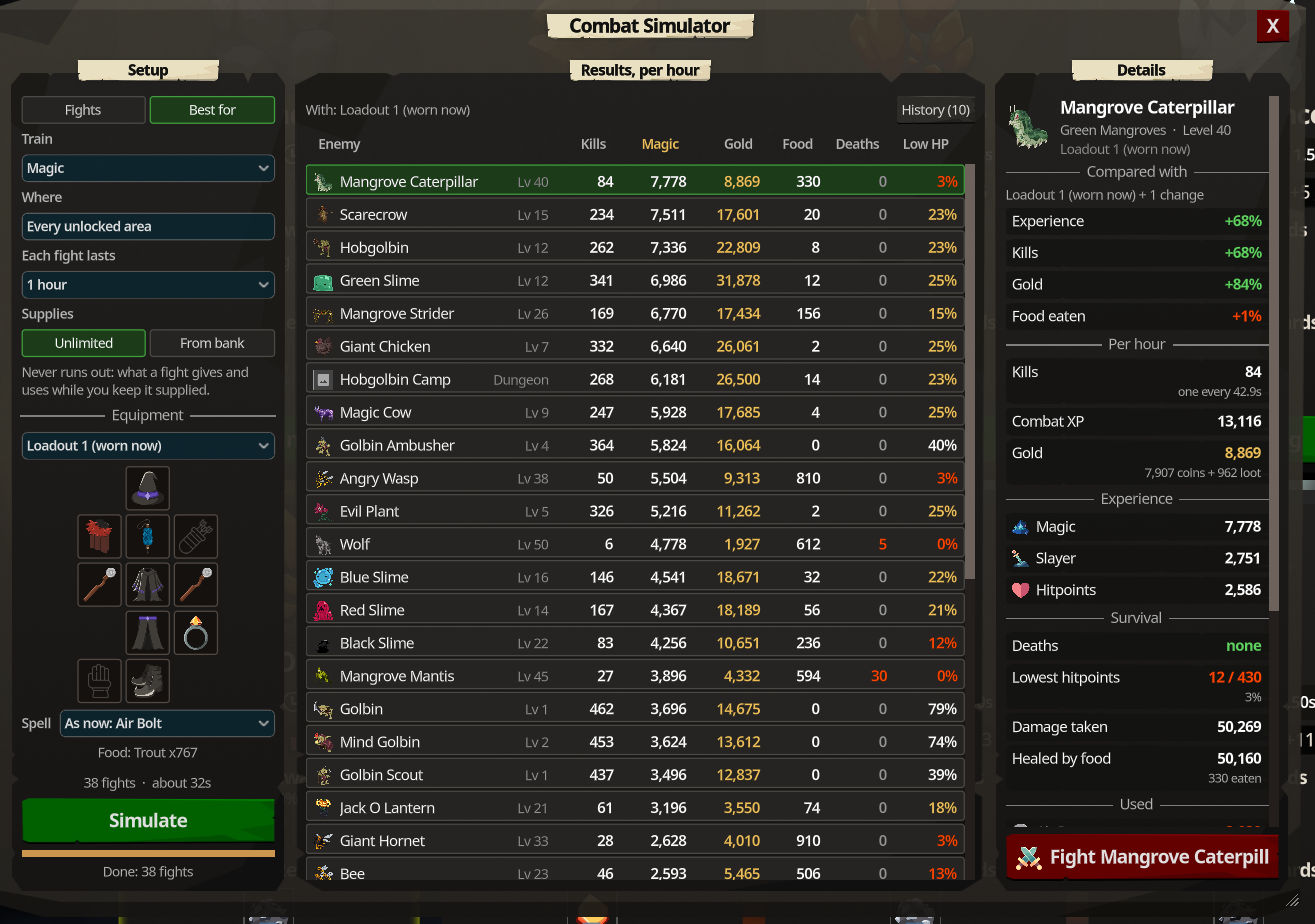 Combat Simulator
X
Setup
Fights
Best for
Train
Magic
Where
Every unlocked area
Each fight lasts
1 hour
Supplies
Unlimited
From bank
Never runs out: what a fight gives and
uses while you keep it supplied.
Equipment
Loadout 1 (worn now)
Spell
As now: Air Bolt
Food: Trout x767
38 fights · about 32s
Simulate
Done: 38 fights
Results, per hour
With: Loadout 1 (worn now)
History (10)
Enemy Kills Magic Gold Food Deaths Low HP
Mangrove Caterpillar Lv 40 84 7,778 8,869 330 0 3%
Scarecrow Lv 15 234 7,511 17,601 20 0 23%
Hobgolbin Lv 12 262 7,336 22,809 8 0 23%
Green Slime Lv 12 341 6,986 31,878 12 0 25%
Mangrove Strider Lv 26 169 6,770 17,434 156 0 15%
Giant Chicken Lv 7 332 6,640 26,061 2 0 25%
Hobgolbin Camp Dungeon 268 6,181 26,500 14 0 23%
Magic Cow Lv 9 247 5,928 17,685 4 0 25%
Golbin Ambusher Lv 4 364 5,824 16,064 0 0 40%
Angry Wasp Lv 38 50 5,504 9,313 810 0 3%
Evil Plant Lv 5 326 5,216 11,262 2 0 25%
Wolf Lv 50 6 4,778 1,927 612 5 0%
Blue Slime Lv 16 146 4,541 18,671 32 0 22%
Red Slime Lv 14 167 4,367 18,189 56 0 21%
Black Slime Lv 22 83 4,256 10,651 236 0 12%
Mangrove Mantis Lv 45 27 3,896 4,332 594 30 0%
Golbin Lv 1 462 3,696 14,675 0 0 79%
Mind Golbin Lv 2 453 3,624 13,612 0 0 74%
Golbin Scout Lv 1 437 3,496 12,837 0 0 39%
Jack O Lantern Lv 21 61 3,196 3,550 74 0 18%
Giant Hornet Lv 33 28 2,628 4,010 910 0 3%
Bee Lv 23 46 2,593 5,465 506 0 13%
Details
Mangrove Caterpillar
Green Mangroves · Level 40
Loadout 1 (worn now)
Compared with
Loadout 1 (worn now) + 1 change
Experience +68%
Kills +68%
Gold +84%
Food eaten +1%
Per hour
Kills 84
one every 42.9s
Combat XP 13,116
Gold 8,869
7,907 coins + 962 loot
Experience
Magic 7,778
Slayer 2,751
Hitpoints 2,586
Survival
Deaths none
Lowest hitpoints 12 / 430
3%
Damage taken 50,269
Healed by food 50,160
330 eaten
Used
Fight Mangrove Caterpill